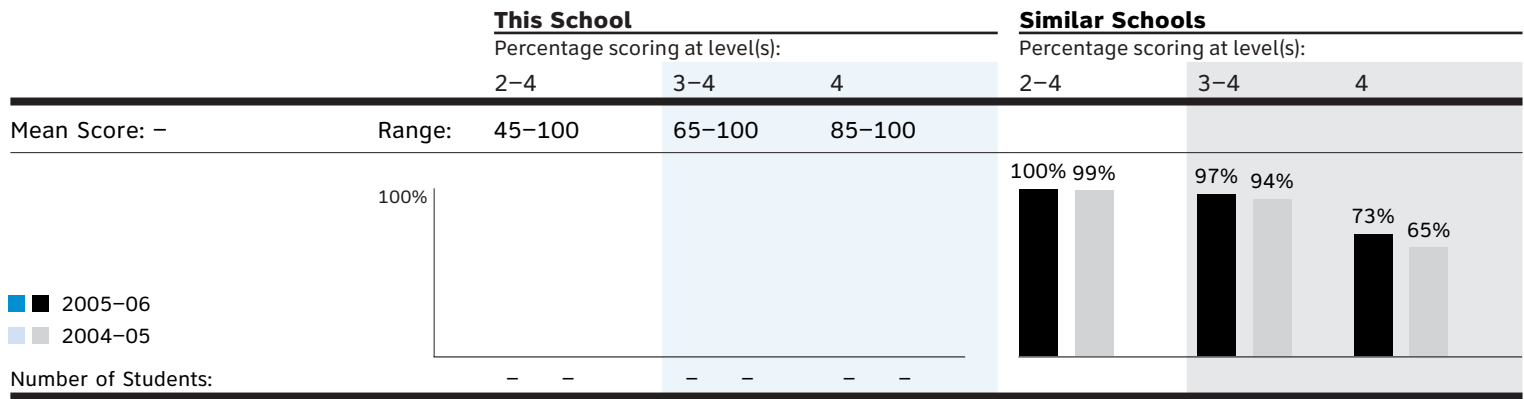 This School Similar Schools
Percentage scoring at level(s): Percentage scoring at level(s):
2–4 3–4 4 2–4 3–4 4
Mean Score: – Range: 45–100 65–100 85–100
100% 99% 97% 94% 73% 65%
100%
2005–06
2004–05
Number of Students: – – – – – –